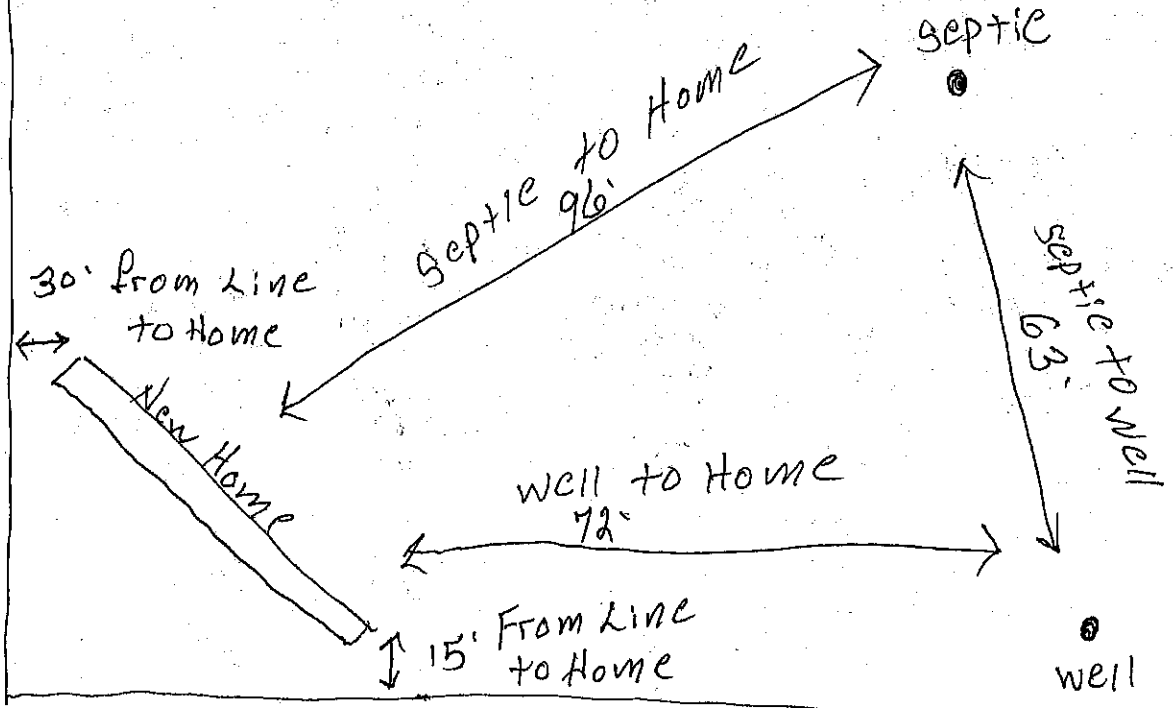 septic
septic to Home
96'
30' from Line
to Home
New Home
septic to well
63'
well to Home
72'
15' From Line
to Home
well